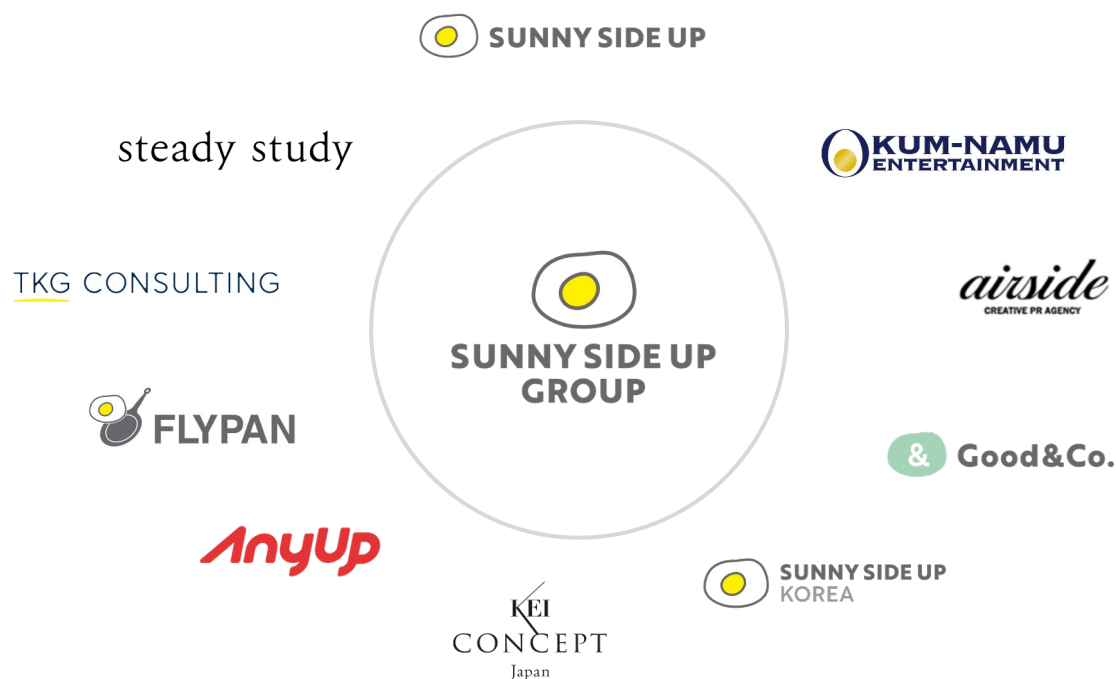 SUNNY SIDE UP
steady study
KUM-NAMU
ENTERTAINMENT
TKG CONSULTING
airside
CREATIVE PR AGENCY
SUNNY SIDE UP
GROUP
FLYPAN
& Good&Co.
AnyUp
SUNNY SIDE UP
KOREA
KEI
CONCEPT
Japan